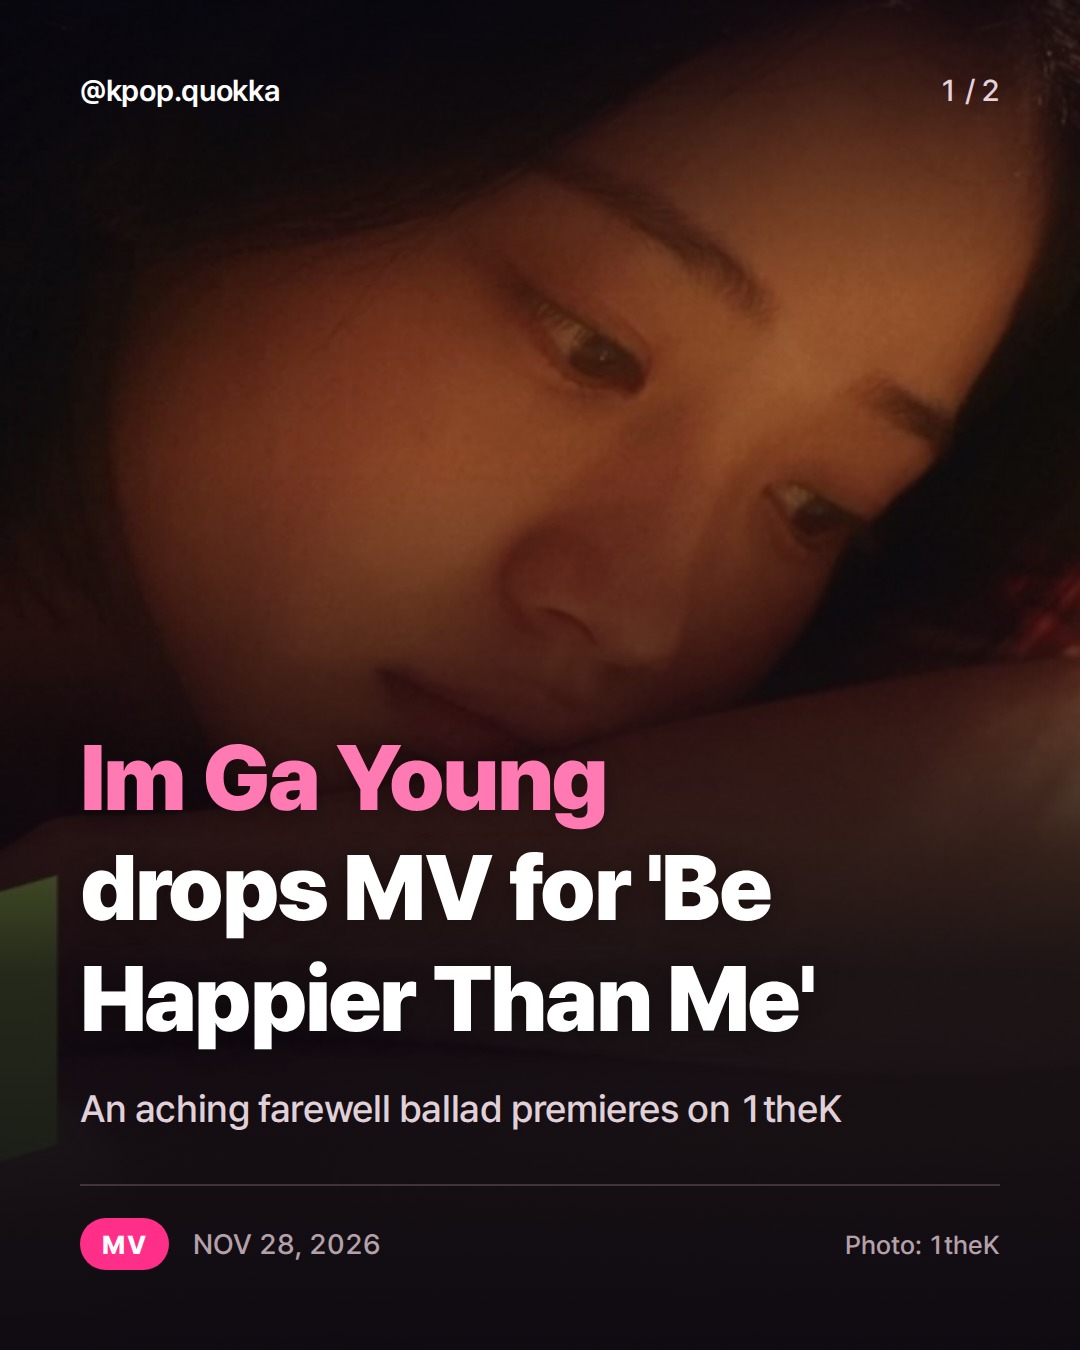 @kpop.quokka
1 / 2
Im Ga Young
drops MV for 'Be
Happier Than Me'
An aching farewell ballad premieres on 1theK
MV
NOV 28, 2026
Photo: 1theK